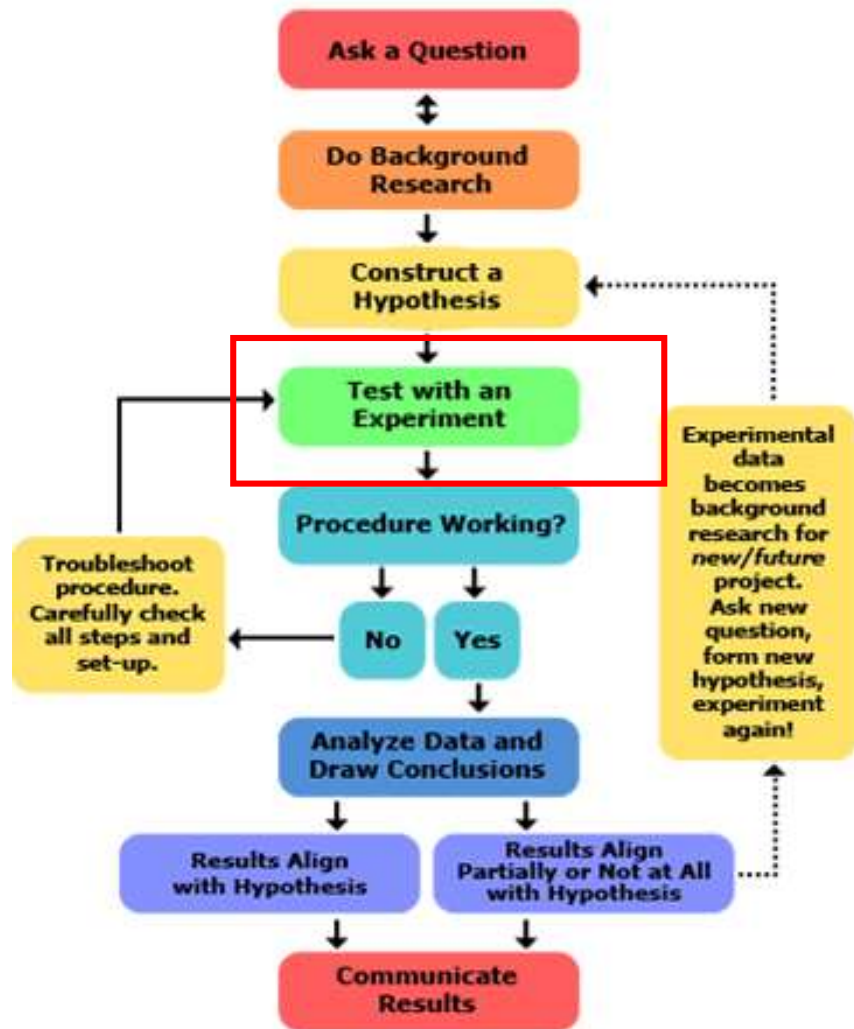 Ask a Question
Do Background
Research
Construct a
Hypothesis
Test with an
Experiment
Procedure Working?
No
Yes
Troubleshoot
procedure.
Carefully check
all steps and
set-up.
Experimental
data
becomes
background
research for
new/future
project.
Ask new
question,
form new
hypothesis,
experiment
again!
Analyze Data and
Draw Conclusions
Results Align
with Hypothesis
Results Align
Partially or Not at All
with Hypothesis
Communicate
Results